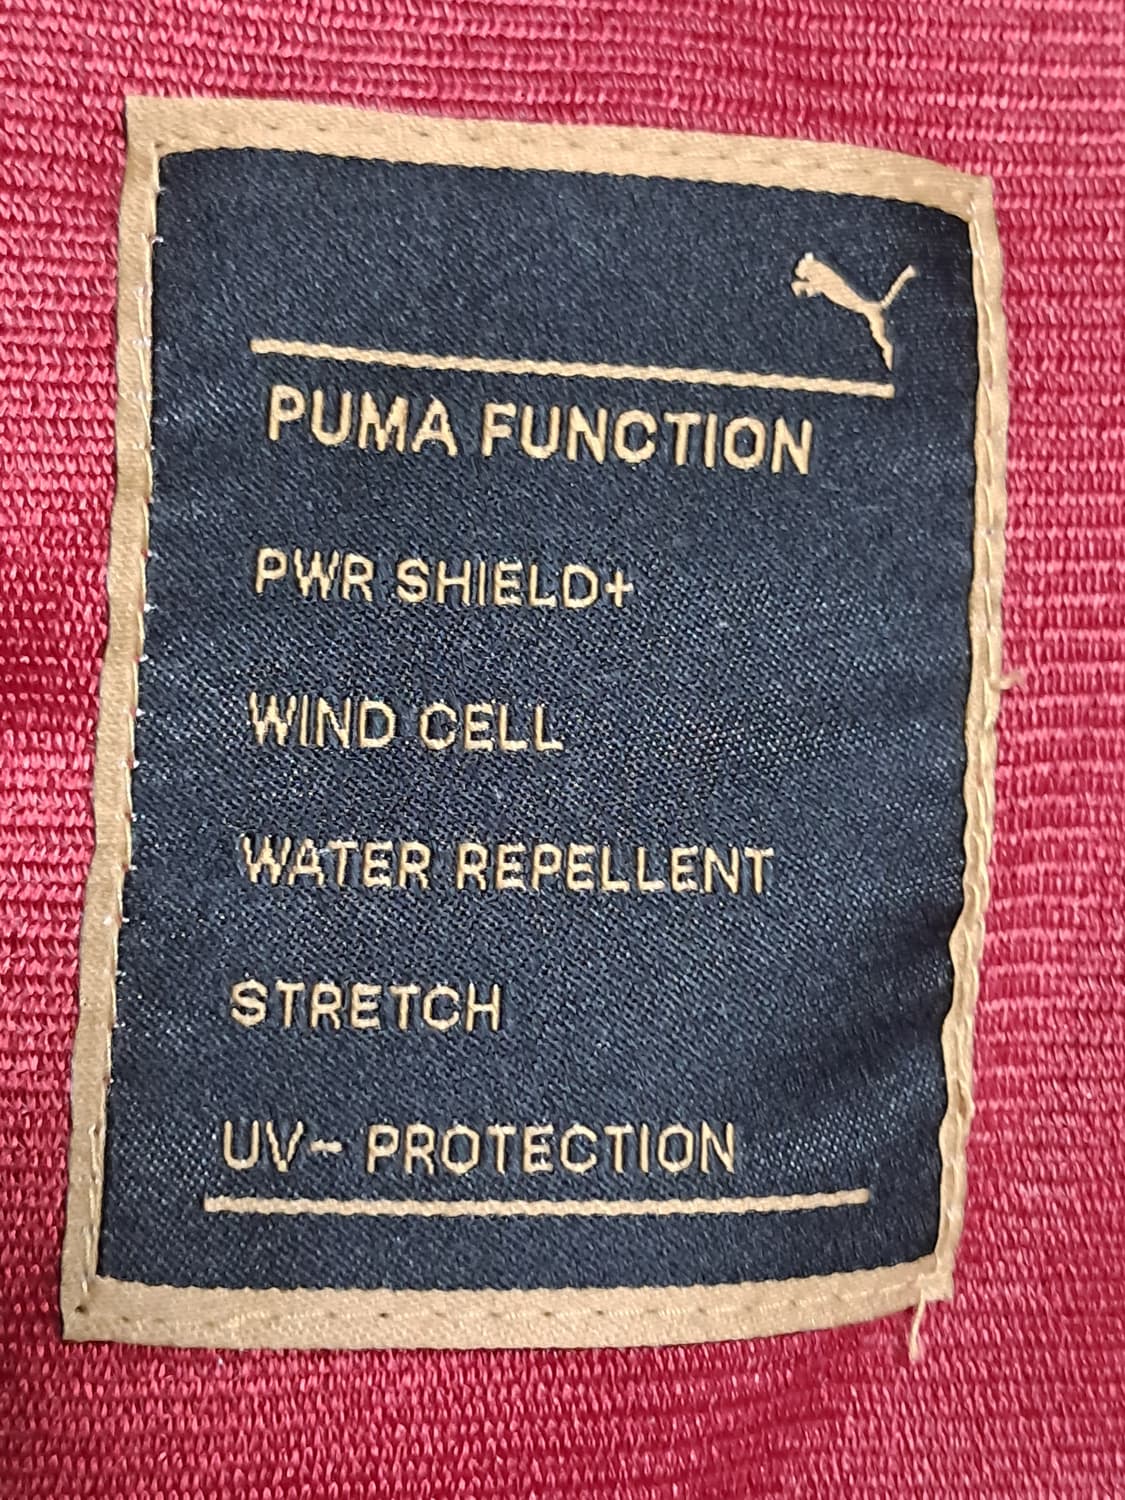 PUMA FUNCTION
PWR SHIELD+
WIND CELL
WATER REPELLENT
STRETCH
UV- PROTECTION